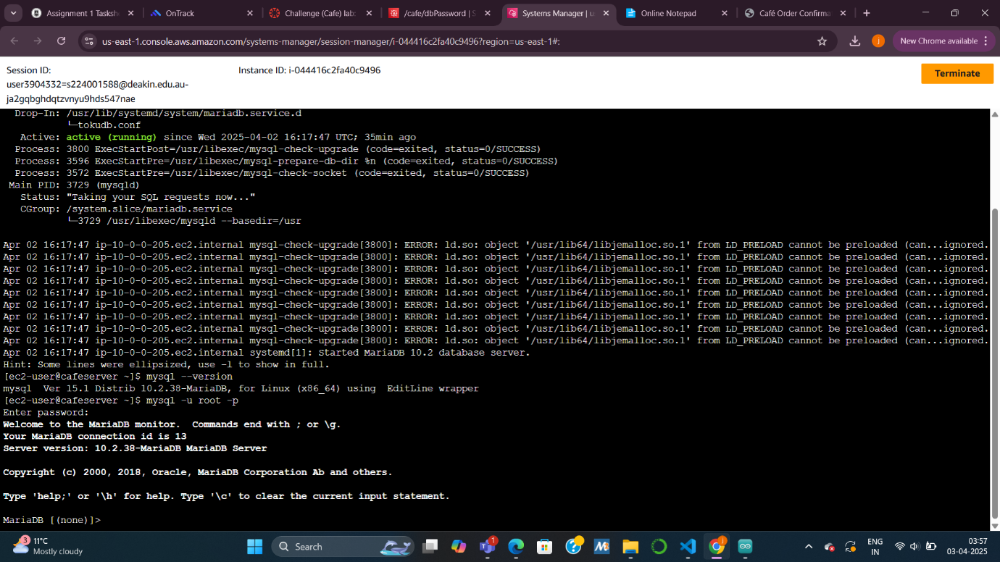 Assignment 1 Tasksh
OnTrack
Challenge (Cafe) lab:
/cafe/dbPassword | S
Systems Manager | u
Online Notepad
Café Order Confirma
us-east-1.console.aws.amazon.com/systems-manager/session-manager/i-044416c2fa40c9496?region=us-east-1#:
j
New Chrome available
Session ID:
user3904332=s224001588@deakin.edu.au-
ja2gqbghdqtzvnyu9hds547nae
Instance ID: i-044416c2fa40c9496
Terminate
Drop-In: /usr/lib/systemd/system/mariadb.service.d
└─tokudb.conf
Active: active (running) since Wed 2025-04-02 16:17:47 UTC; 35min ago
Process: 3800 ExecStartPost=/usr/libexec/mysql-check-upgrade (code=exited, status=0/SUCCESS)
Process: 3596 ExecStartPre=/usr/libexec/mysql-prepare-db-dir %n (code=exited, status=0/SUCCESS)
Process: 3572 ExecStartPre=/usr/libexec/mysql-check-socket (code=exited, status=0/SUCCESS)
Main PID: 3729 (mysqld)
Status: "Taking your SQL requests now..."
CGroup: /system.slice/mariadb.service
└─3729 /usr/libexec/mysqld --basedir=/usr
Apr 02 16:17:47 ip-10-0-0-205.ec2.internal mysql-check-upgrade[3800]: ERROR: ld.so: object '/usr/lib64/libjemalloc.so.1' from LD_PRELOAD cannot be preloaded (can...ignored.
Apr 02 16:17:47 ip-10-0-0-205.ec2.internal mysql-check-upgrade[3800]: ERROR: ld.so: object '/usr/lib64/libjemalloc.so.1' from LD_PRELOAD cannot be preloaded (can...ignored.
Apr 02 16:17:47 ip-10-0-0-205.ec2.internal mysql-check-upgrade[3800]: ERROR: ld.so: object '/usr/lib64/libjemalloc.so.1' from LD_PRELOAD cannot be preloaded (can...ignored.
Apr 02 16:17:47 ip-10-0-0-205.ec2.internal mysql-check-upgrade[3800]: ERROR: ld.so: object '/usr/lib64/libjemalloc.so.1' from LD_PRELOAD cannot be preloaded (can...ignored.
Apr 02 16:17:47 ip-10-0-0-205.ec2.internal mysql-check-upgrade[3800]: ERROR: ld.so: object '/usr/lib64/libjemalloc.so.1' from LD_PRELOAD cannot be preloaded (can...ignored.
Apr 02 16:17:47 ip-10-0-0-205.ec2.internal mysql-check-upgrade[3800]: ERROR: ld.so: object '/usr/lib64/libjemalloc.so.1' from LD_PRELOAD cannot be preloaded (can...ignored.
Apr 02 16:17:47 ip-10-0-0-205.ec2.internal mysql-check-upgrade[3800]: ERROR: ld.so: object '/usr/lib64/libjemalloc.so.1' from LD_PRELOAD cannot be preloaded (can...ignored.
Apr 02 16:17:47 ip-10-0-0-205.ec2.internal mysql-check-upgrade[3800]: ERROR: ld.so: object '/usr/lib64/libjemalloc.so.1' from LD_PRELOAD cannot be preloaded (can...ignored.
Apr 02 16:17:47 ip-10-0-0-205.ec2.internal mysql-check-upgrade[3800]: ERROR: ld.so: object '/usr/lib64/libjemalloc.so.1' from LD_PRELOAD cannot be preloaded (can...ignored.
Apr 02 16:17:47 ip-10-0-0-205.ec2.internal systemd[1]: Started MariaDB 10.2 database server.
Hint: Some lines were ellipsized, use -l to show in full.
[ec2-user@cafeserver ~]$ mysql --version
mysql  Ver 15.1 Distrib 10.2.38-MariaDB, for Linux (x86_64) using  EditLine wrapper
[ec2-user@cafeserver ~]$ mysql -u root -p
Enter password:
Welcome to the MariaDB monitor.  Commands end with ; or \g.
Your MariaDB connection id is 13
Server version: 10.2.38-MariaDB MariaDB Server
Copyright (c) 2000, 2018, Oracle, MariaDB Corporation Ab and others.
Type 'help;' or '\h' for help. Type '\c' to clear the current input statement.
MariaDB [(none)]>
3
11°C
Mostly cloudy
Search
1
j
ENG
IN
03:57
03-04-2025